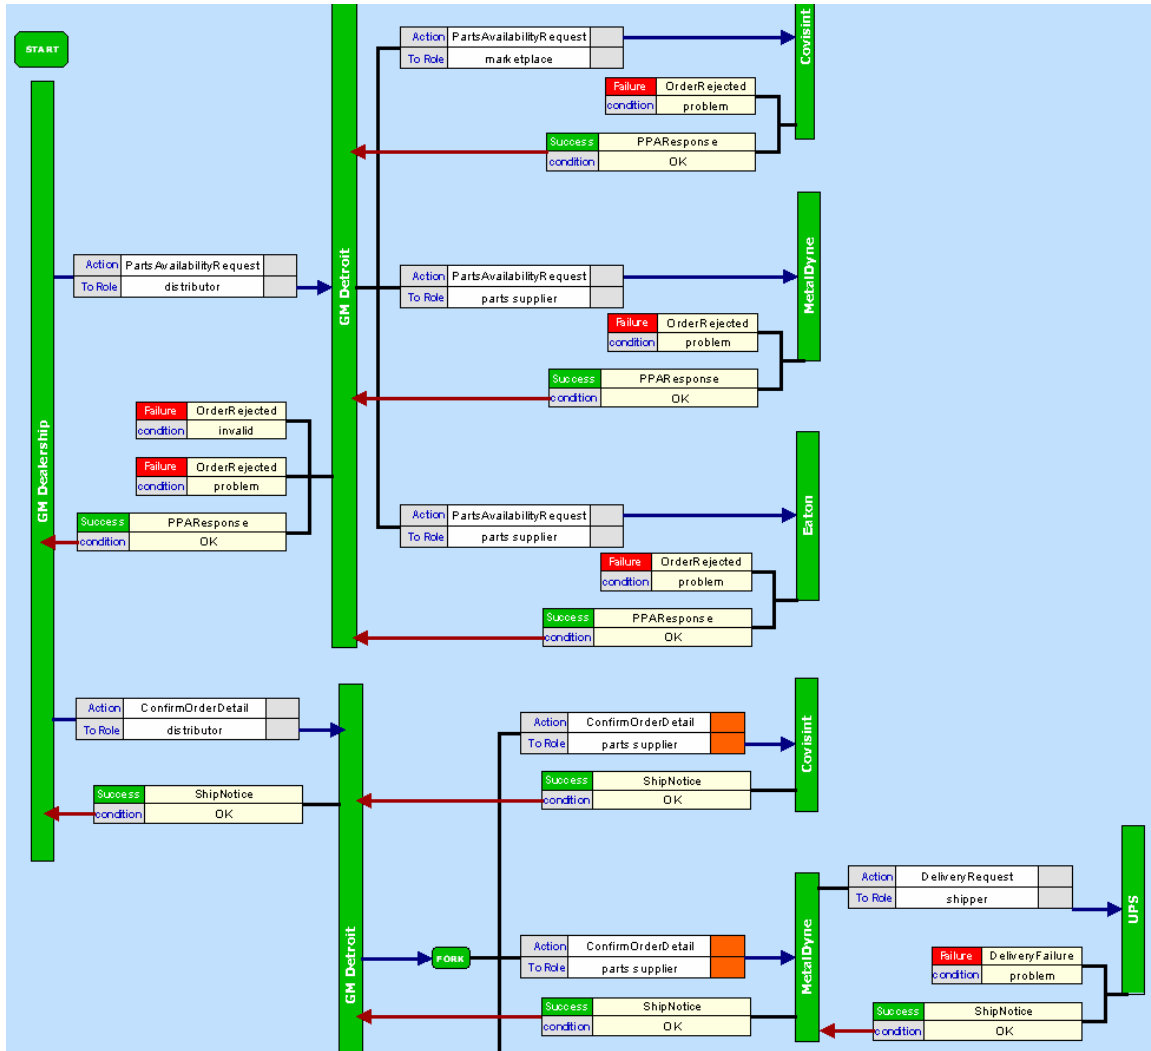 START
GM Dealership
Action PartsAvailabilityRequest
To Role distributor
Failure OrderRejected
condition invalid
Failure OrderRejected
condition problem
Success PPAResponse
condition OK
GM Detroit
Action PartsAvailabilityRequest
To Role marketplace
Covisint
Failure OrderRejected
condition problem
Success PPAResponse
condition OK
Action PartsAvailabilityRequest
To Role parts supplier
MetalDyne
Failure OrderRejected
condition problem
Success PPAResponse
condition OK
Action PartsAvailabilityRequest
To Role parts supplier
Eaton
Failure OrderRejected
condition problem
Success PPAResponse
condition OK
Action ConfirmOrderDetail
To Role distributor
Success ShipNotice
condition OK
GM Detroit
FORK
Action ConfirmOrderDetail
To Role parts supplier
Covisint
Success ShipNotice
condition OK
Action ConfirmOrderDetail
To Role parts supplier
MetalDyne
Success ShipNotice
condition OK
Action DeliveryRequest
To Role shipper
UPS
Failure DeliveryFailure
condition problem
Success ShipNotice
condition OK